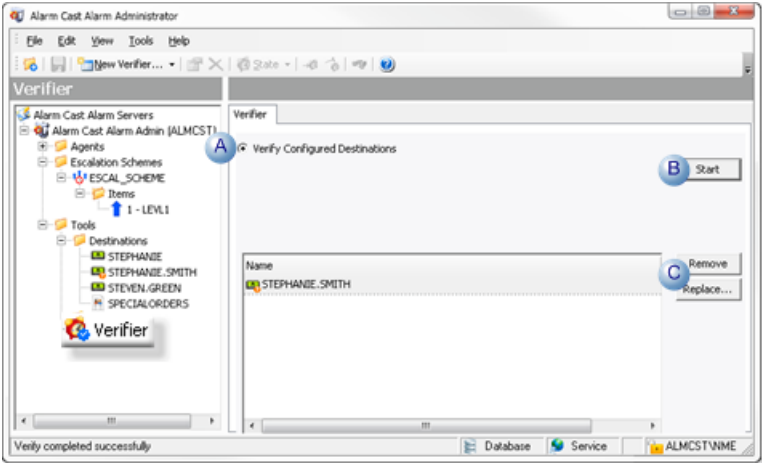 Alarm Cast Alarm Administrator
File Edit View Tools Help
New Verifier... State
Verifier
Alarm Cast Alarm Servers
Alarm Cast Alarm Admin (ALMCST)
Agents
Escalation Schemes
ESCAL_SCHEME
Items
1 - LEVL1
Tools
Destinations
STEPHANIE
STEPHANIE.SMITH
STEVEN.GREEN
SPECIALORDERS
Verifier
Verifier
A
Verify Configured Destinations
B
Start
Name
STEPHANIE.SMITH
C
Remove
Replace...
Verify completed successfully
Database
Service
ALMCST\NME